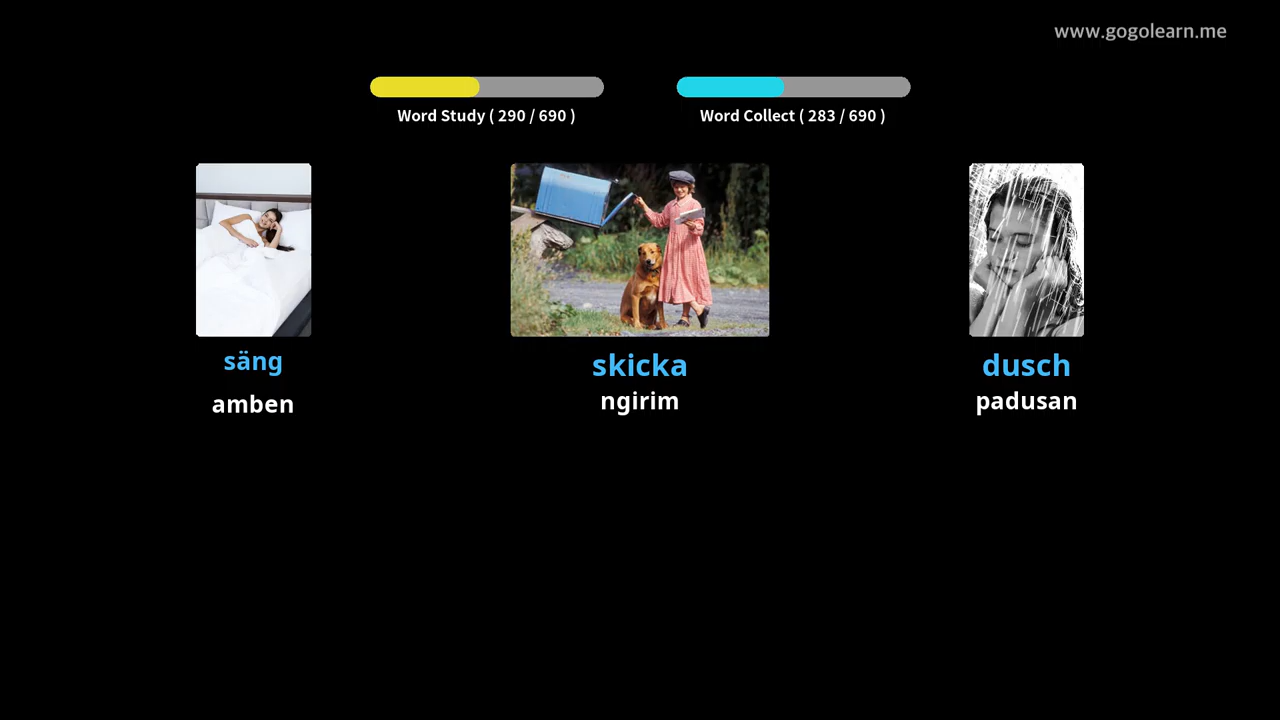 www.gogolearn.me
Word Study ( 290 / 690 )
Word Collect ( 283 / 690 )
säng
amben
skicka
ngirim
dusch
padusan